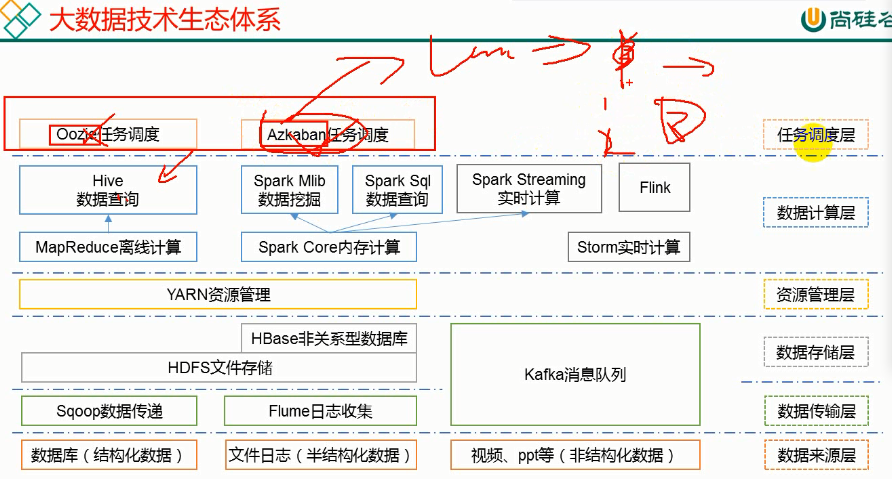 大数据技术生态体系
尚硅谷
Oozie任务调度
Azkaban任务调度
任务调度层
Hive
数据查询
Spark Mlib
数据挖掘
Spark Sql
数据查询
Spark Streaming
实时计算
Flink
数据计算层
MapReduce离线计算
Spark Core内存计算
Storm实时计算
YARN资源管理
资源管理层
HBase非关系型数据库
HDFS文件存储
Kafka消息队列
数据存储层
Sqoop数据传递
Flume日志收集
数据传输层
数据库（结构化数据）
文件日志（半结构化数据）
视频、ppt等（非结构化数据）
数据来源层